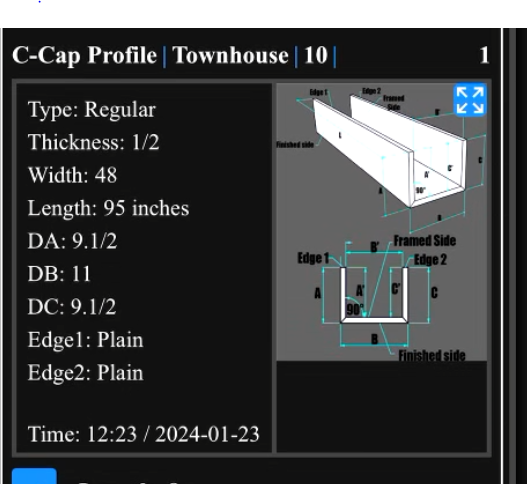 C-Cap Profile | Townhouse | 10 | 1
Type: Regular
Thickness: 1/2
Width: 48
Length: 95 inches
DA: 9.1/2
DB: 11
DC: 9.1/2
Edge1: Plain
Edge2: Plain
Time: 12:23 / 2024-01-23
Edge 1
Edge 2
Framed
Side
B'
Finished side
L
A
A'
C'
C
90°
B
B'
Framed Side
Edge 1
Edge 2
A
A'
C'
C
90°
B
Finished side